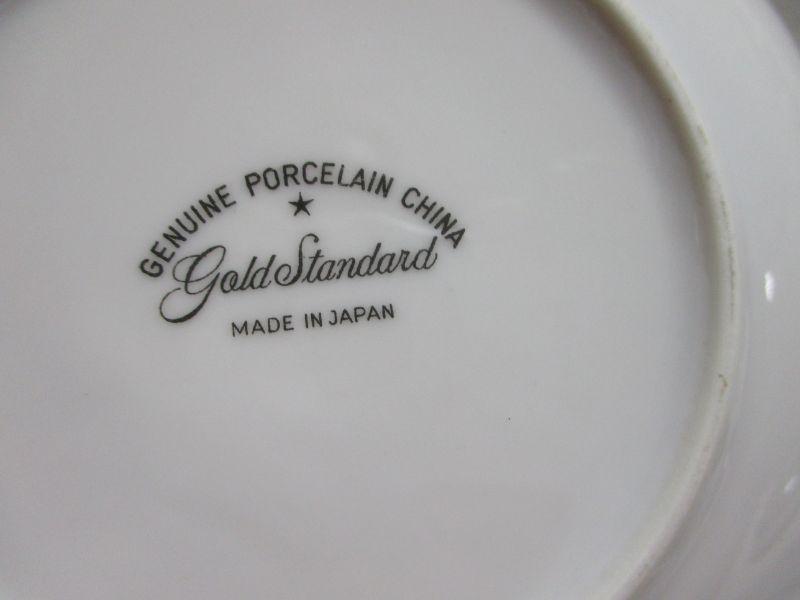 GENUINE PORCELAIN CHINA
Gold Standard
MADE IN JAPAN